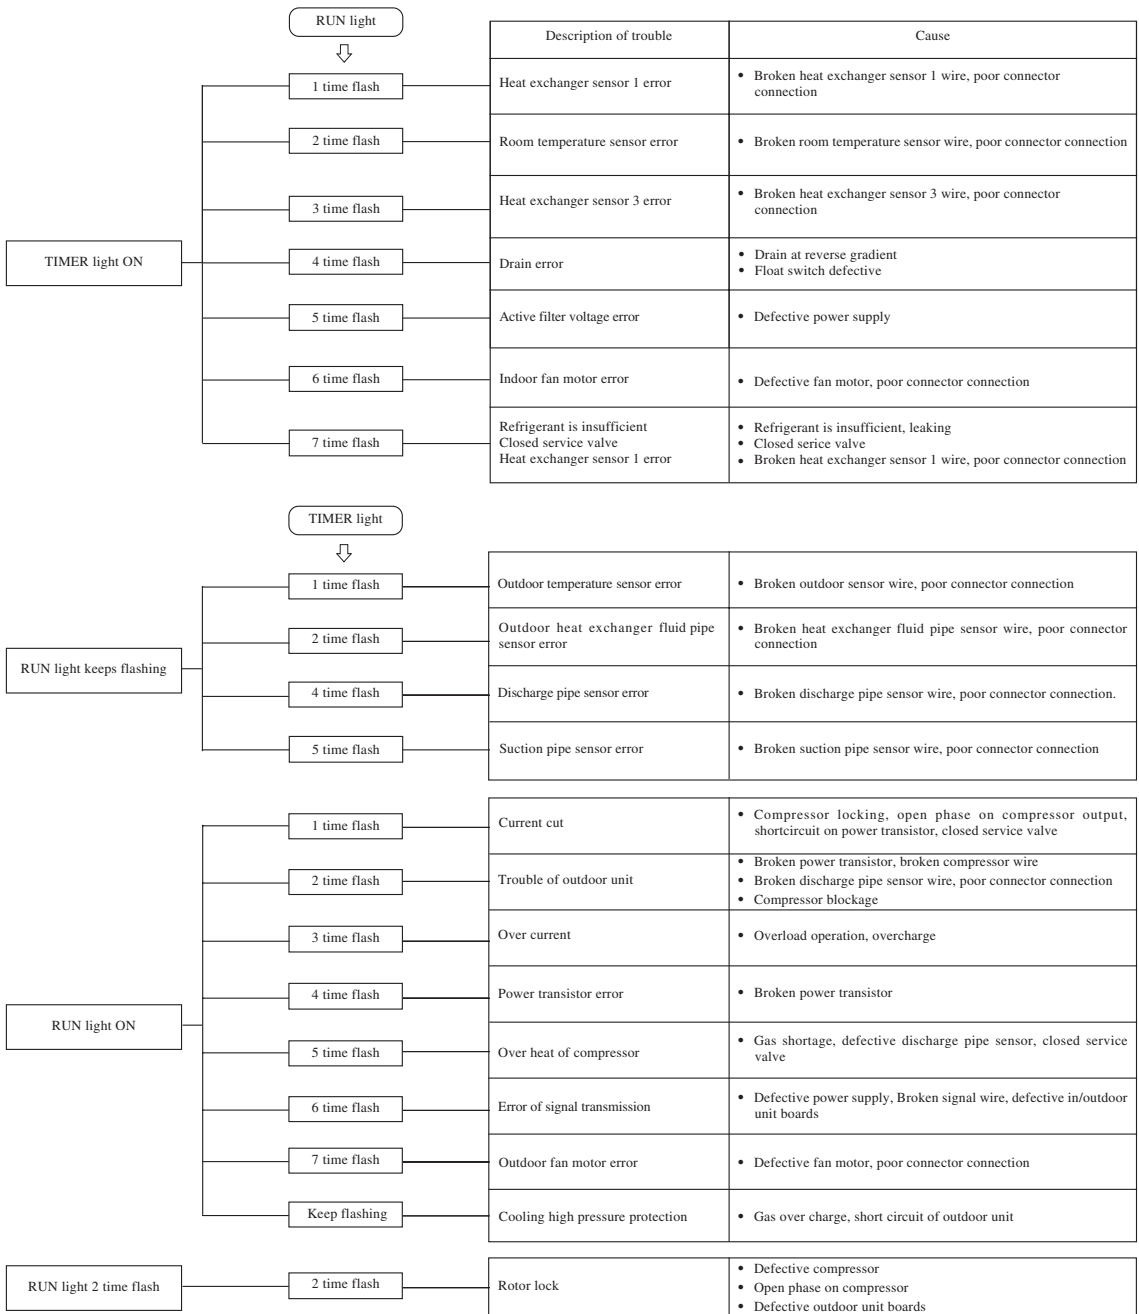 RUN light
Description of trouble
Cause
1 time flash
Heat exchanger sensor 1 error
• Broken heat exchanger sensor 1 wire, poor connector
connection
2 time flash
Room temperature sensor error
• Broken room temperature sensor wire, poor connector connection
3 time flash
Heat exchanger sensor 3 error
• Broken heat exchanger sensor 3 wire, poor connector
connection
TIMER light ON
4 time flash
Drain error
• Drain at reverse gradient
• Float switch defective
5 time flash
Active filter voltage error
• Defective power supply
6 time flash
Indoor fan motor error
• Defective fan motor, poor connector connection
7 time flash
Refrigerant is insufficient
Closed service valve
Heat exchanger sensor 1 error
• Refrigerant is insufficient, leaking
• Closed serice valve
• Broken heat exchanger sensor 1 wire, poor connector connection
TIMER light
1 time flash
Outdoor temperature sensor error
• Broken outdoor sensor wire, poor connector connection
2 time flash
Outdoor heat exchanger fluid pipe
sensor error
• Broken heat exchanger fluid pipe sensor wire, poor connector
connection
RUN light keeps flashing
4 time flash
Discharge pipe sensor error
• Broken discharge pipe sensor wire, poor connector connection.
5 time flash
Suction pipe sensor error
• Broken suction pipe sensor wire, poor connector connection
1 time flash
Current cut
• Compressor locking, open phase on compressor output,
shortcircuit on power transistor, closed service valve
2 time flash
Trouble of outdoor unit
• Broken power transistor, broken compressor wire
• Broken discharge pipe sensor wire, poor connector connection
• Compressor blockage
3 time flash
Over current
• Overload operation, overcharge
4 time flash
Power transistor error
• Broken power transistor
RUN light ON
5 time flash
Over heat of compressor
• Gas shortage, defective discharge pipe sensor, closed service
valve
6 time flash
Error of signal transmission
• Defective power supply, Broken signal wire, defective in/outdoor
unit boards
7 time flash
Outdoor fan motor error
• Defective fan motor, poor connector connection
Keep flashing
Cooling high pressure protection
• Gas over charge, short circuit of outdoor unit
RUN light 2 time flash
2 time flash
Rotor lock
• Defective compressor
• Open phase on compressor
• Defective outdoor unit boards